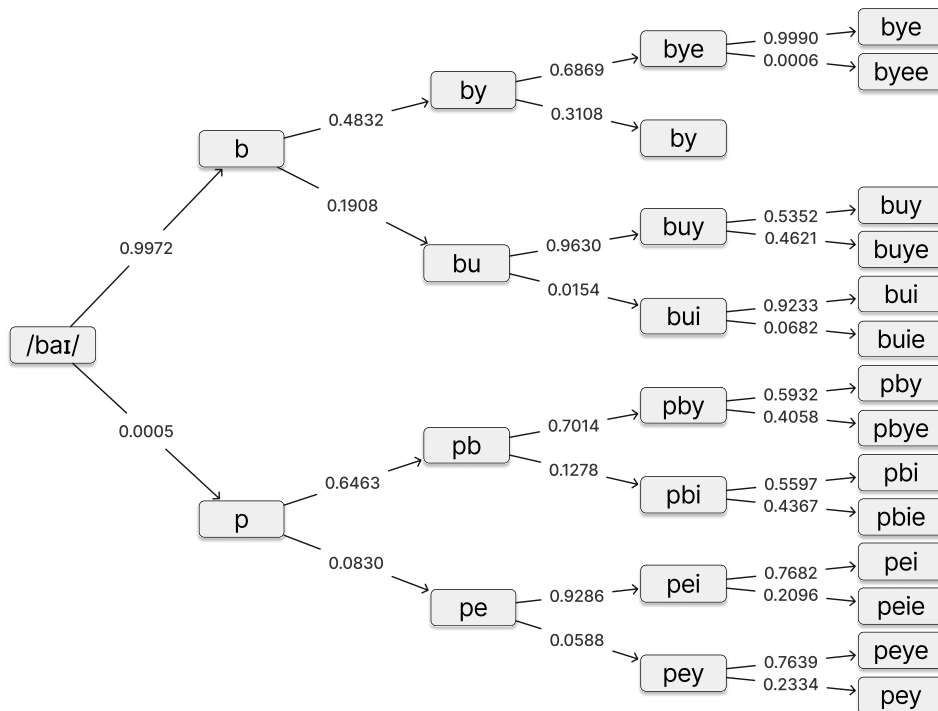 bye
0.9990
bye
0.0006
0.6869
byee
by
0.4832
0.3108
by
b
0.1908
buy
0.5352
buy
0.4621
0.9972
0.9630
buye
bu
0.0154
bui
0.9233
bui
0.0682
/baɪ/
buie
pby
0.5932
pby
0.4058
0.0005
0.7014
pbye
pb
0.1278
pbi
0.5597
pbi
0.6463
0.4367
p
pbie
0.0830
pei
0.7682
pei
0.2096
0.9286
peie
pe
0.0588
peye
0.7639
pey
0.2334
pey